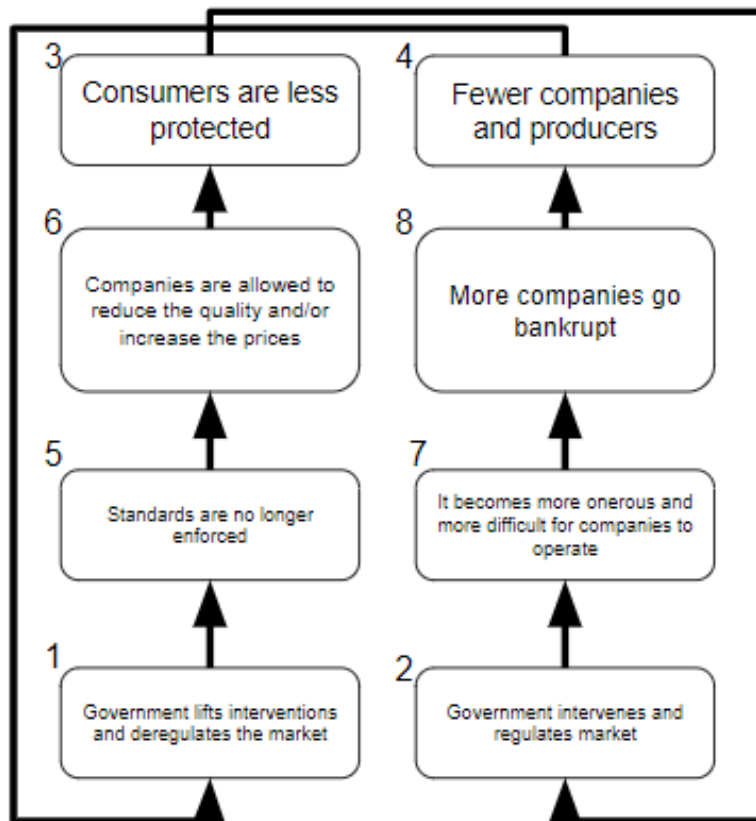 3
Consumers are less
protected
4
Fewer companies
and producers
6
Companies are allowed to
reduce the quality and/or
increase the prices
8
More companies go
bankrupt
5
Standards are no longer
enforced
7
It becomes more onerous and
more difficult for companies to
operate
1
Government lifts interventions
and deregulates the market
2
Government intervenes and
regulates market